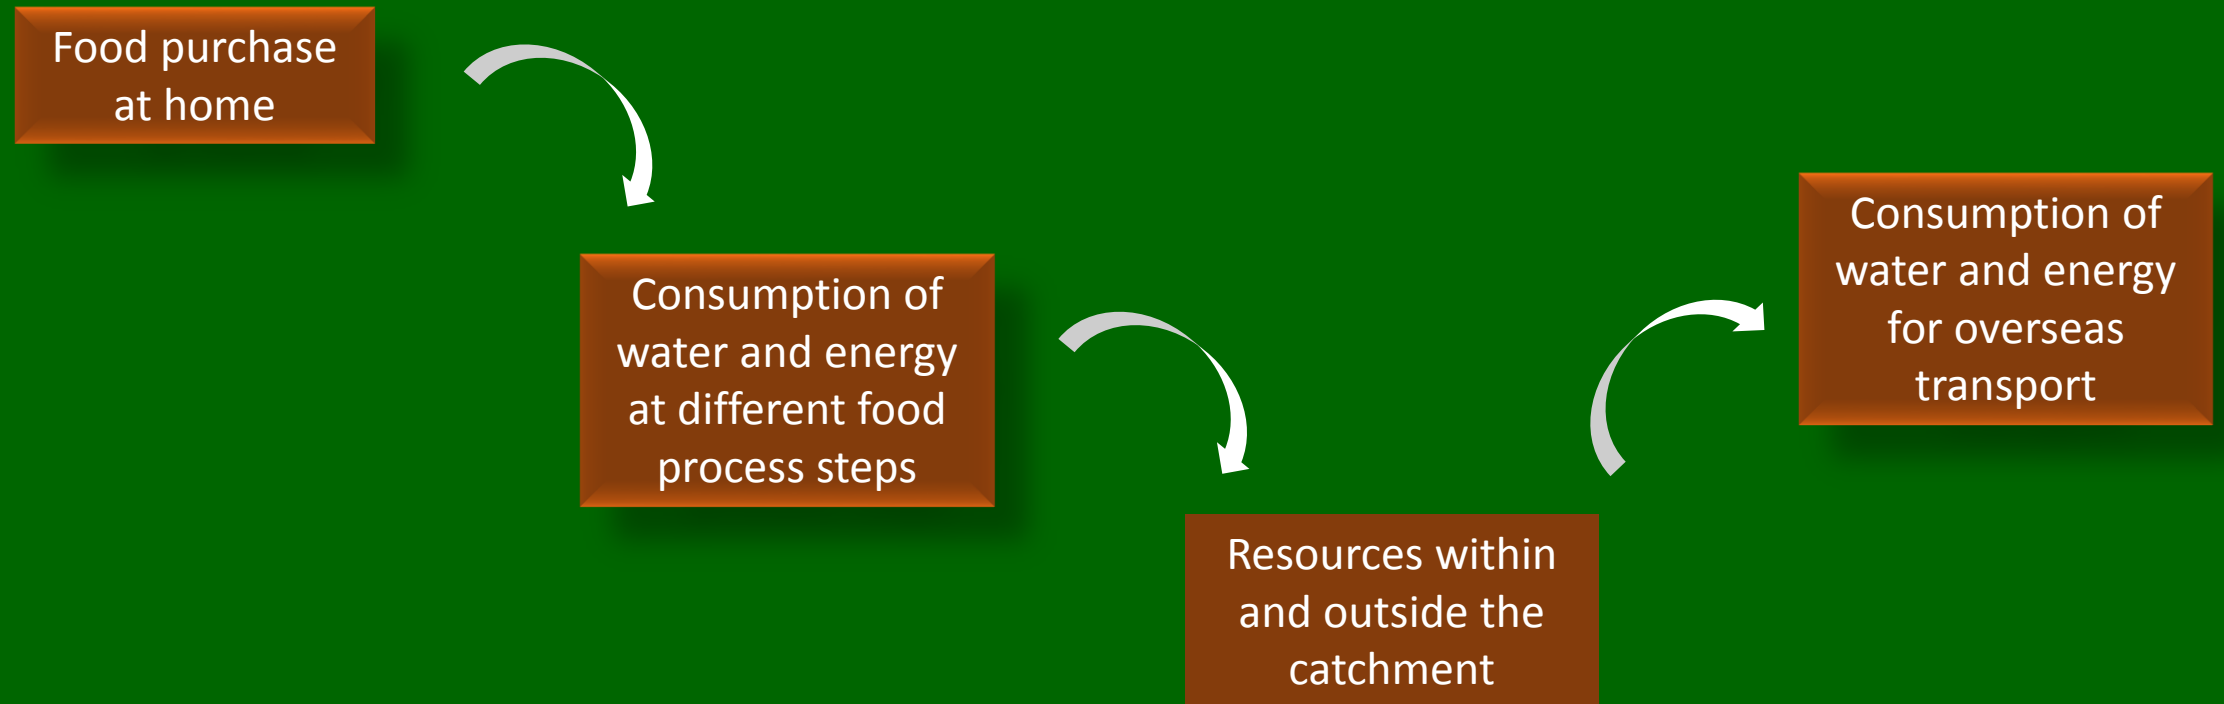 Food purchase
at home
Consumption of
water and energy
at different food
process steps
Resources within
and outside the
catchment
Consumption of
water and energy
for overseas
transport